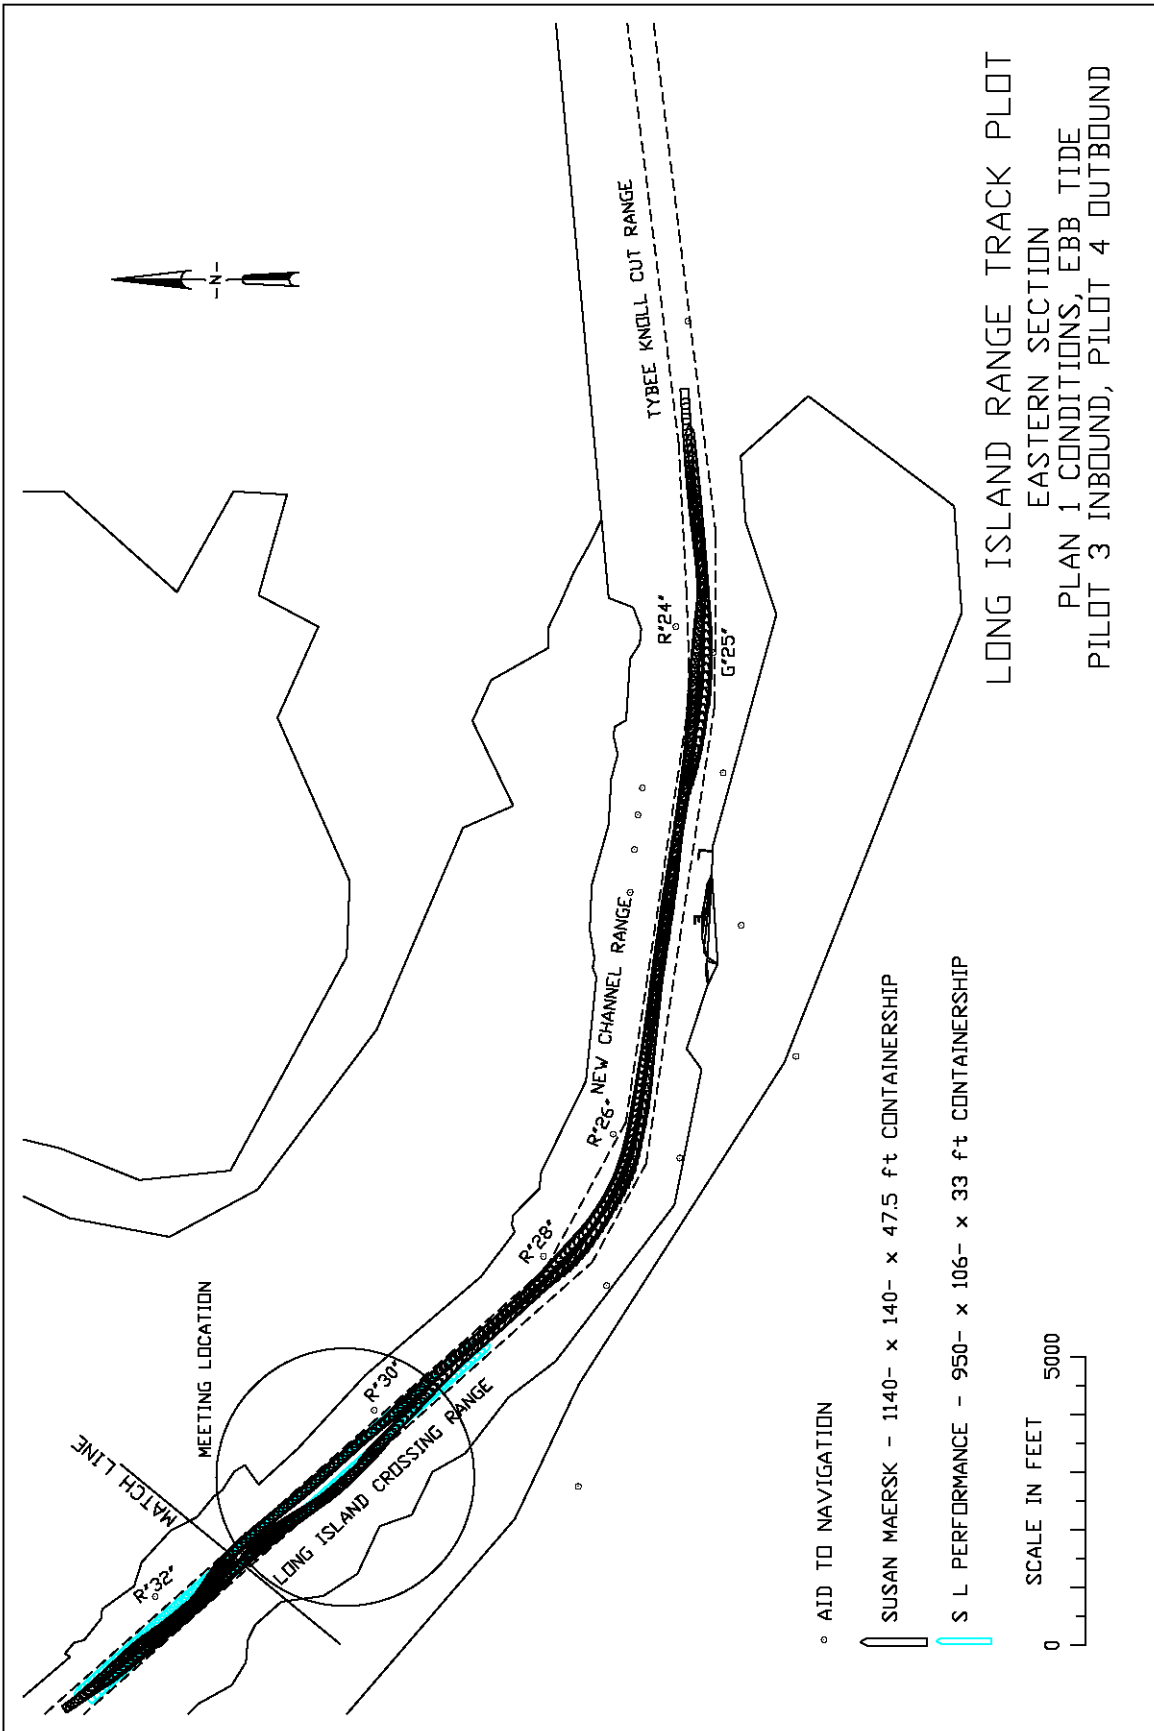 LONG ISLAND RANGE TRACK PLOT
EASTERN SECTION
PLAN 1 CONDITIONS, EBB TIDE
PILOT 3 INBOUND, PILOT 4 OUTBOUND
-N-
TYBEE KNOLL CUT RANGE
R"24"
G"25"
NEW CHANNEL RANGE
R"26"
R"28"
MEETING LOCATION
R"30"
LONG ISLAND CROSSING RANGE
MATCH LINE
R"32"
AID TO NAVIGATION
SUSAN MAERSK - 1140- x 140- x 47.5 ft CONTAINERSHIP
S L PERFORMANCE - 950- x 106- x 33 ft CONTAINERSHIP
SCALE IN FEET
0 5000